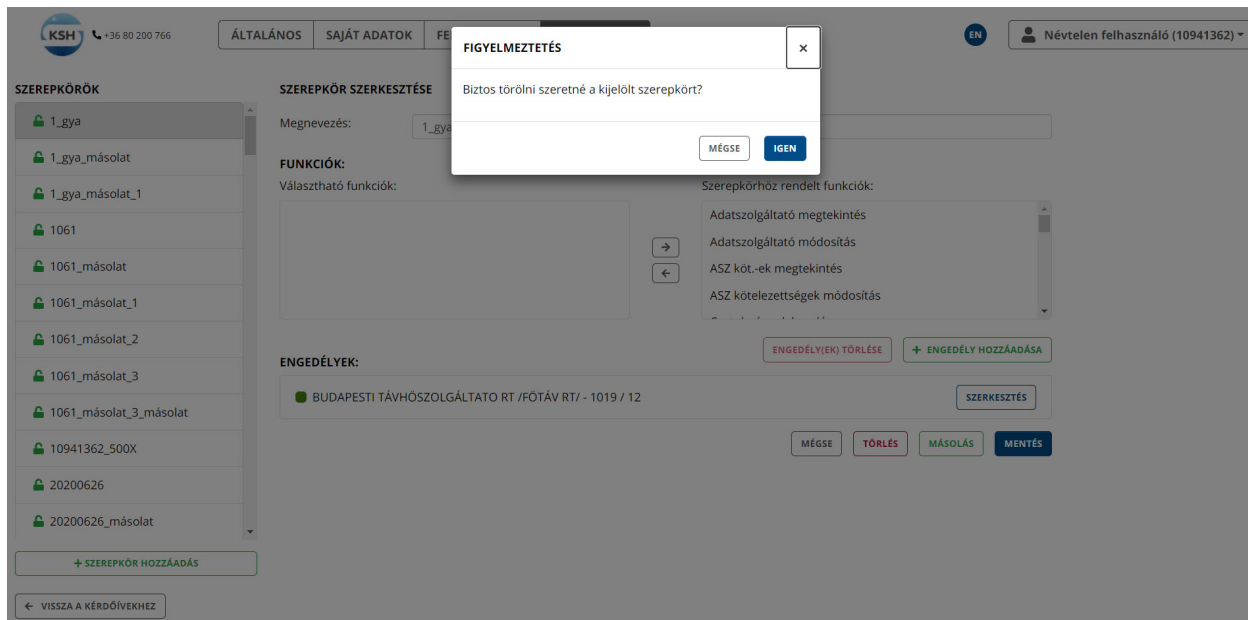 KSH
+36 80 200 766
ÁLTALÁNOS
SAJÁT ADATOK
FE
EN
Névtelen felhasználó (10941362)
FIGYELMEZTETÉS
×
Biztos törölni szeretné a kijelölt szerepkört?
MÉGSE
IGEN
SZEREPKÖRÖK
1_gya
1_gya_másolat
1_gya_másolat_1
1061
1061_másolat
1061_másolat_1
1061_másolat_2
1061_másolat_3
1061_másolat_3_másolat
10941362_500X
20200626
20200626_másolat
+ SZEREPKÖR HOZZÁADÁS
← VISSZA A KÉRDŐÍVEKHEZ
SZEREPKÖR SZERKESZTÉSE
Megnevezés:
1_gya
FUNKCIÓK:
Választható funkciók:
Szerepkörhöz rendelt funkciók:
Adatszolgáltató megtekintés
Adatszolgáltató módosítás
ASZ köt.-ek megtekintés
ASZ kötelezettségek módosítás
→
←
ENGEDÉLY(EK) TÖRLÉSE
+ ENGEDÉLY HOZZÁADÁSA
ENGEDÉLYEK:
BUDAPESTI TÁVHÖSZOLGÁLTATO RT /FÖTÁV RT/ - 1019 / 12
SZERKESZTÉS
MÉGSE
TÖRLÉS
MÁSOLÁS
MENTÉS